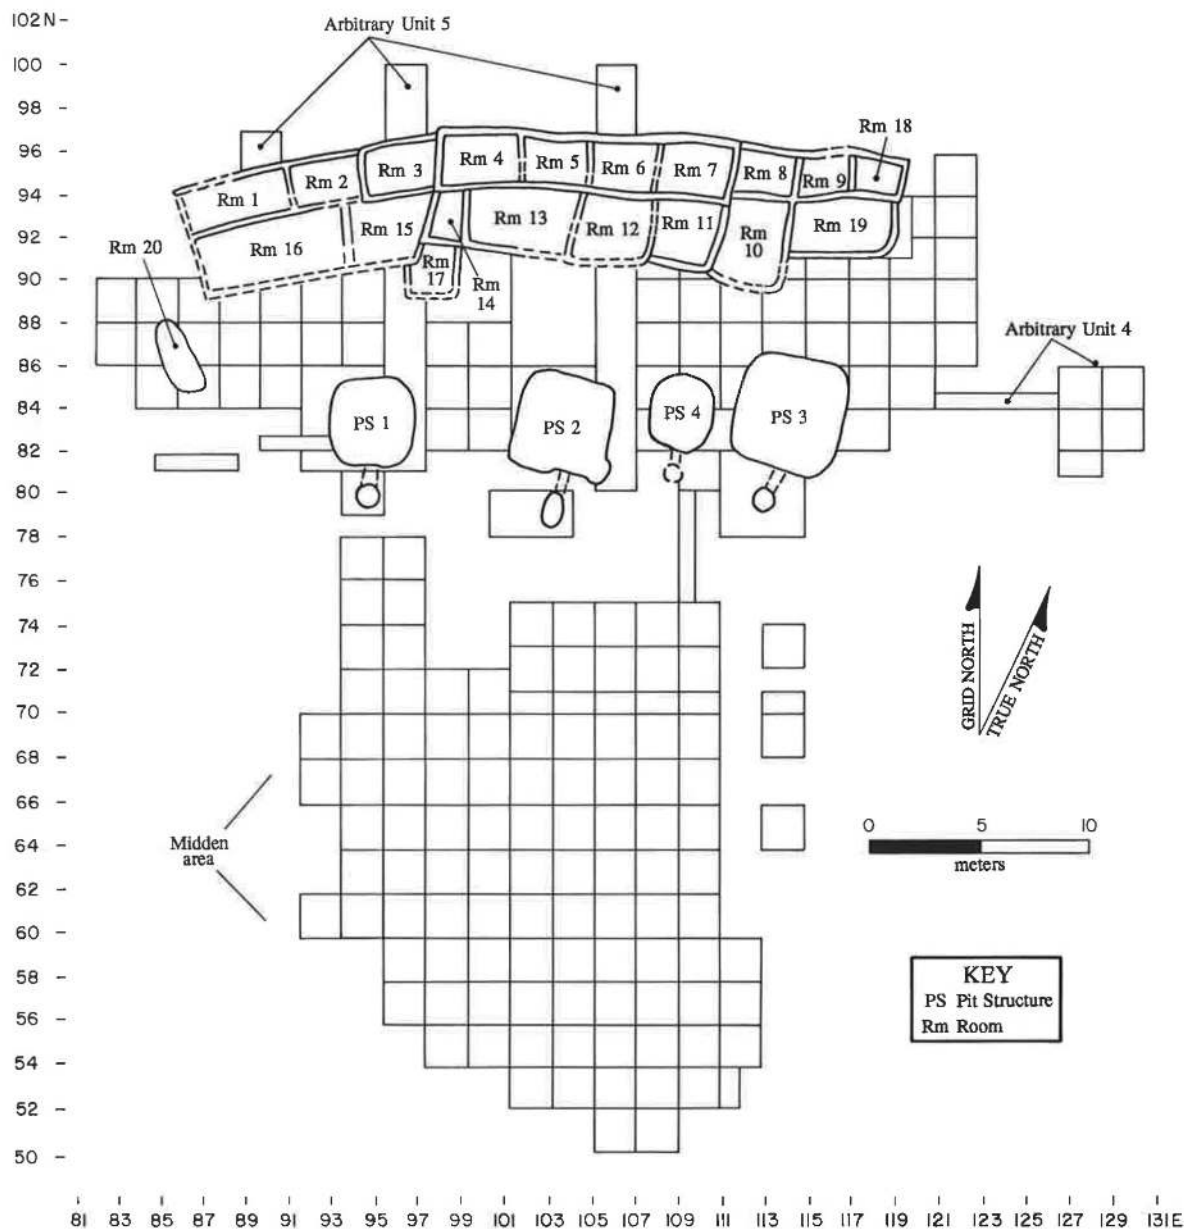 102 N
Arbitrary Unit 5
100
98
Rm 18
96
Rm 1
Rm 2
Rm 3
Rm 4
Rm 5
Rm 6
Rm 7
Rm 8
Rm 9
94
Rm 20
Rm 16
Rm 15
Rm 13
Rm 12
Rm 11
Rm
10
Rm 19
92
Rm
17
Rm
14
90
88
Arbitrary Unit 4
86
84
PS 1
PS 2
PS 4
PS 3
82
80
78
76
74
72
70
GRID NORTH
TRUE NORTH
68
66
Midden
area
64
0
5
10
meters
62
60
58
KEY
PS Pit Structure
Rm Room
56
54
52
50
81 83 85 87 89 91 93 95 97 99 101 103 105 107 109 111 113 115 117 119 121 123 125 127 129 131E